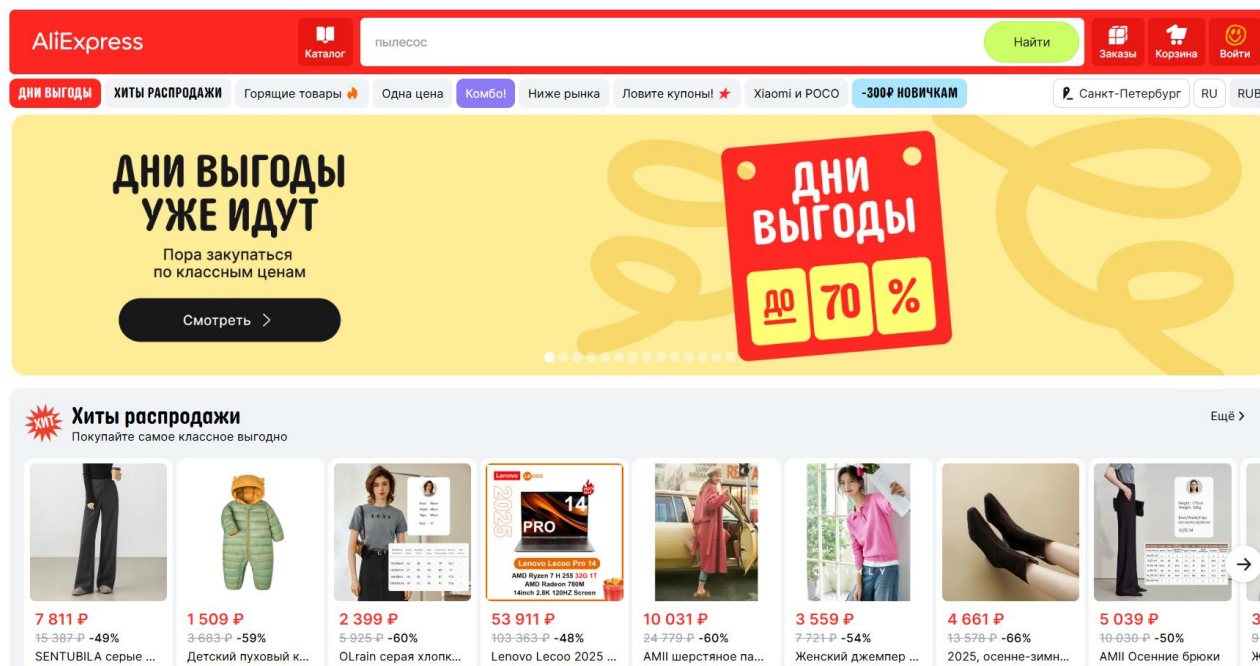 AliExpress
Каталог
пылесос
Найти
Заказы
Корзина
Войти
ДНИ ВЫГОДЫ
ХИТЫ РАСПРОДАЖИ
Горящие товары
Одна цена
Комбо!
Ниже рынка
Ловите купоны!
Xiaomi и POCO
-300₽ НОВИЧКАМ
Санкт-Петербург
RU
RUB
ДНИ ВЫГОДЫ
УЖЕ ИДУТ
Пора закупаться
по классным ценам
Смотреть
ДНИ
ВЫГОДЫ
ДО 70 %
ХИТ
Хиты распродажи
Покупайте самое классное выгодно
Ещё
Lenovo Lecoo
2025
14
PRO
Lenovo Lecoo Pro 14
AMD Ryzen 7 H 255 32G 1T
AMD Radeon 780M
14inch 2.8K 120HZ Screen
7 811 ₽
15 387 ₽ -49%
SENTUBILA серые ...
1 509 ₽
3 683 ₽ -59%
Детский пуховый к...
2 399 ₽
5 925 ₽ -60%
OLrain серая хлопк...
53 911 ₽
103 363 ₽ -48%
Lenovo Lecoo 2025 ...
10 031 ₽
24 779 ₽ -60%
AMII шерстяное па...
3 559 ₽
7 721 ₽ -54%
Женский джемпер ...
4 661 ₽
13 578 ₽ -66%
2025, осенне-зимн...
5 039 ₽
10 030 ₽ -50%
AMII Осенние брюки